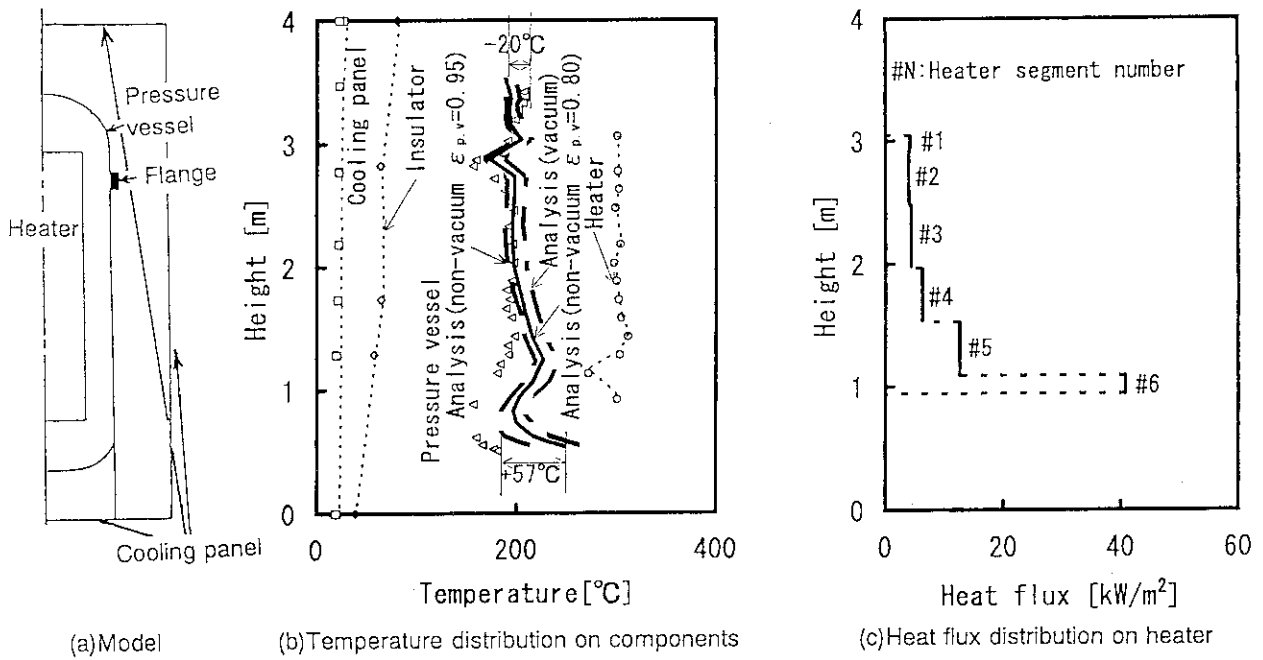 Pressure
vessel
Flange
Heater
Cooling panel
(a)Model
4
3
2
1
0
Height [m]
0
200
400
Temperature[℃]
Cooling panel
Insulator
Pressure vessel
Analysis(non-vacuum ε p.v=0.95)
Analysis(vacuum)
Analysis(non-vacuum ε p.v=0.80)
Heater
-20℃
+57℃
(b)Temperature distribution on components
4
3
2
1
0
Height [m]
#N:Heater segment number
#1
#2
#3
#4
#5
#6
0
20
40
60
Heat flux [kW/m²]
(c)Heat flux distribution on heater